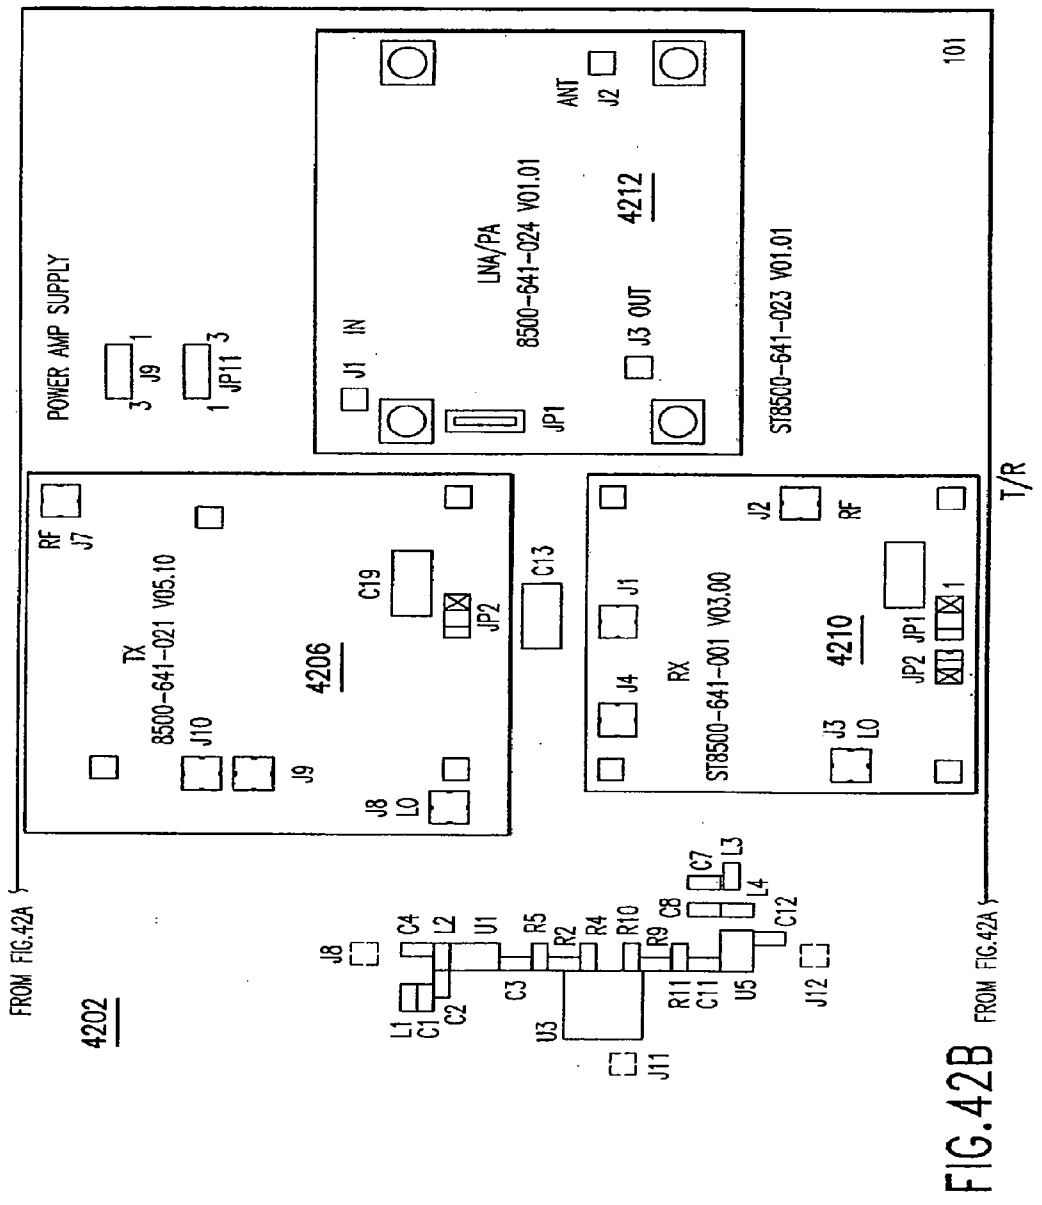 FROM FIG.42A
4202
POWER AMP SUPPLY
3
1
J9
1
3
JP11
RF
J7
TX
8500-641-021 V05.10
J10
J9
4206
C19
J8
LO
JP2
C13
J1
IN
LNA/PA
8500-641-024 V01.01
ANT
J2
4212
J3 OUT
JP1
ST8500-641-023 V01.01
101
J4
J1
RX
ST8500-641-001 V03.00
J2
RF
4210
J3
LO
JP2
JP1
1
T/R
J8
L1
C1
C2
C4
L2
U1
C3
R5
R2
R4
U3
J11
R10
R9
R11
C11
U5
C8
C7
L3
L4
C12
J12
FROM FIG.42A
FIG.42B